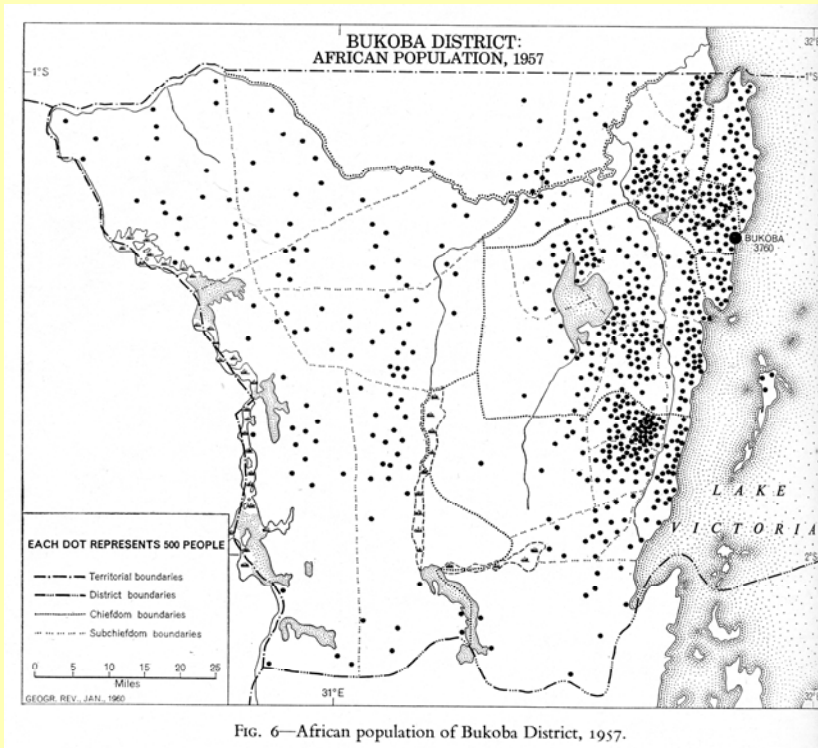 BUKOBA DISTRICT:
AFRICAN POPULATION, 1957
32°E
1°S
1°S
BUKOBA
3760
LAKE
VICTORIA
2°S
EACH DOT REPRESENTS 500 PEOPLE
Territorial boundaries
District boundaries
Chiefdom boundaries
Subchiefdom boundaries
0 5 10 15 20 25
Miles
GEOGR. REV., JAN., 1960
31°E
32°E
FIG. 6—African population of Bukoba District, 1957.